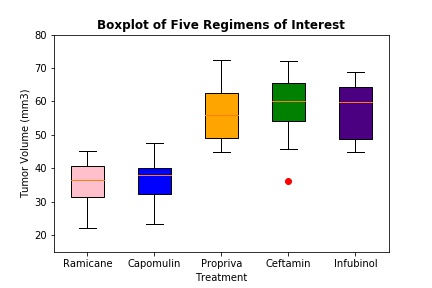 Boxplot of Five Regimens of Interest
Tumor Volume (mm3)
80
70
60
50
40
30
20
Ramicane Capomulin Propriva Ceftamin Infubinol
Treatment